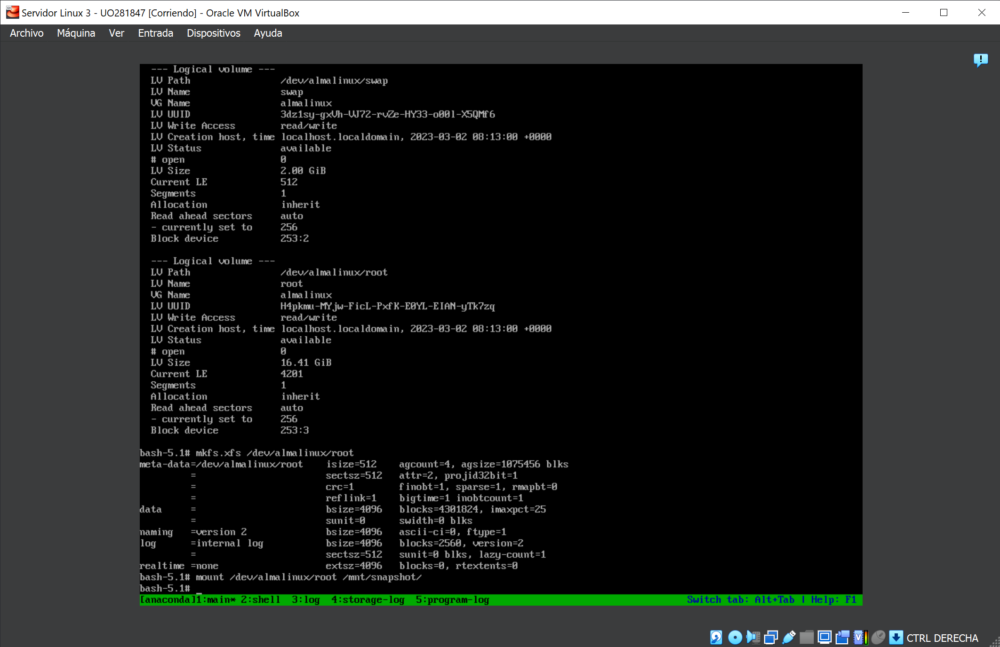 Servidor Linux 3 - UO281847 [Corriendo] - Oracle VM VirtualBox
Archivo Máquina Ver Entrada Dispositivos Ayuda
--- Logical volume ---
LV Path /dev/almalinux/swap
LV Name swap
VG Name almalinux
LV UUID 3dz1sy-gxVh-VJ72-rvZe-HY33-o00l-X5QMf6
LV Write Access read/write
LV Creation host, time localhost.localdomain, 2023-03-02 08:13:00 +0000
LV Status available
# open 0
LV Size 2.00 GiB
Current LE 512
Segments 1
Allocation inherit
Read ahead sectors auto
- currently set to 256
Block device 253:2
--- Logical volume ---
LV Path /dev/almalinux/root
LV Name root
VG Name almalinux
LV UUID H4pkmu-MYjw-FicL-PxfK-E0YL-EIAN-yTk7zq
LV Write Access read/write
LV Creation host, time localhost.localdomain, 2023-03-02 08:13:00 +0000
LV Status available
# open 0
LV Size 16.41 GiB
Current LE 4201
Segments 1
Allocation inherit
Read ahead sectors auto
- currently set to 256
Block device 253:3
bash-5.1# mkfs.xfs /dev/almalinux/root
meta-data=/dev/almalinux/root isize=512 agcount=4, agsize=1075456 blks
= sectsz=512 attr=2, projid32bit=1
= crc=1 finobt=1, sparse=1, rmapbt=0
= reflink=1 bigtime=1 inobtcount=1
data = bsize=4096 blocks=4301824, imaxpct=25
= sunit=0 swidth=0 blks
naming =version 2 bsize=4096 ascii-ci=0, ftype=1
log =internal log bsize=4096 blocks=2560, version=2
= sectsz=512 sunit=0 blks, lazy-count=1
realtime =none extsz=4096 blocks=0, rtextents=0
bash-5.1# mount /dev/almalinux/root /mnt/snapshot/
bash-5.1# _
[anaconda]1:main* 2:shell 3:log 4:storage-log 5:program-log Switch tab: Alt+Tab | Help: F1
CTRL DERECHA